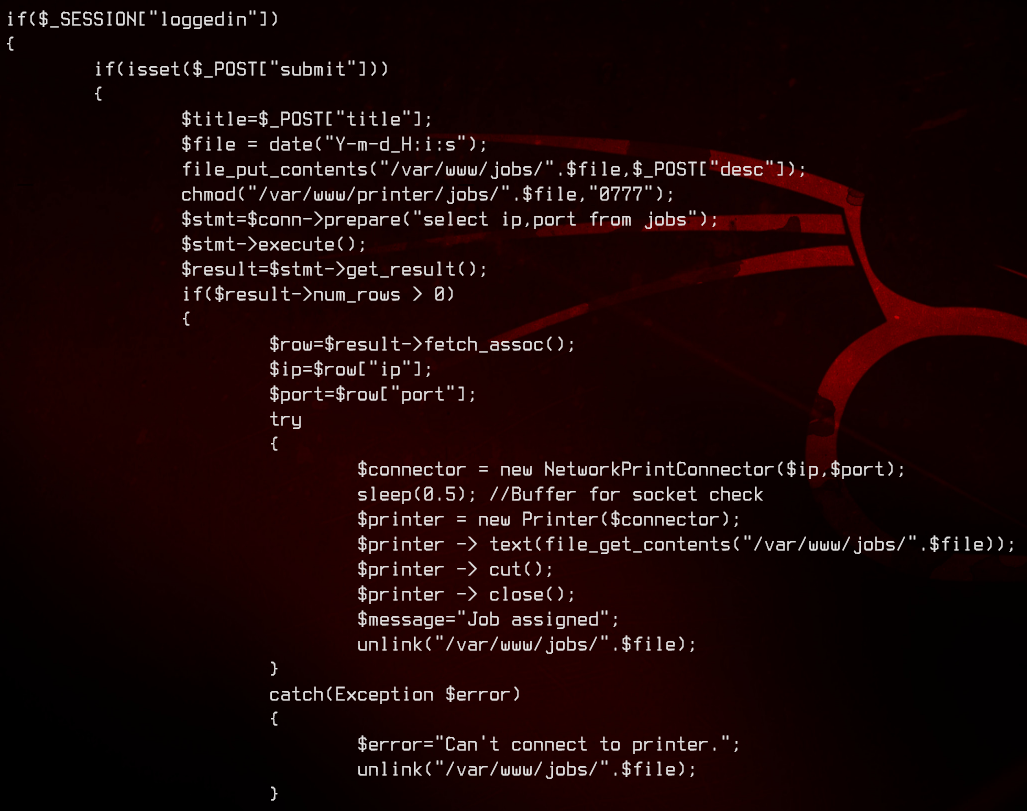 if($_SESSION["loggedin"])
{
        if(isset($_POST["submit"]))
        {
                $title=$_POST["title"];
                $file = date("Y-m-d_H:i:s");
                file_put_contents("/var/www/jobs/".$file,$_POST["desc"]);
                chmod("/var/www/printer/jobs/".$file,"0777");
                $stmt=$conn->prepare("select ip,port from jobs");
                $stmt->execute();
                $result=$stmt->get_result();
                if($result->num_rows > 0)
                {
                        $row=$result->fetch_assoc();
                        $ip=$row["ip"];
                        $port=$row["port"];
                        try
                        {
                                $connector = new NetworkPrintConnector($ip,$port);
                                sleep(0.5); //Buffer for socket check
                                $printer = new Printer($connector);
                                $printer -> text(file_get_contents("/var/www/jobs/".$file));
                                $printer -> cut();
                                $printer -> close();
                                $message="Job assigned";
                                unlink("/var/www/jobs/".$file);
                        }
                        catch(Exception $error)
                        {
                                $error="Can't connect to printer.";
                                unlink("/var/www/jobs/".$file);
                        }